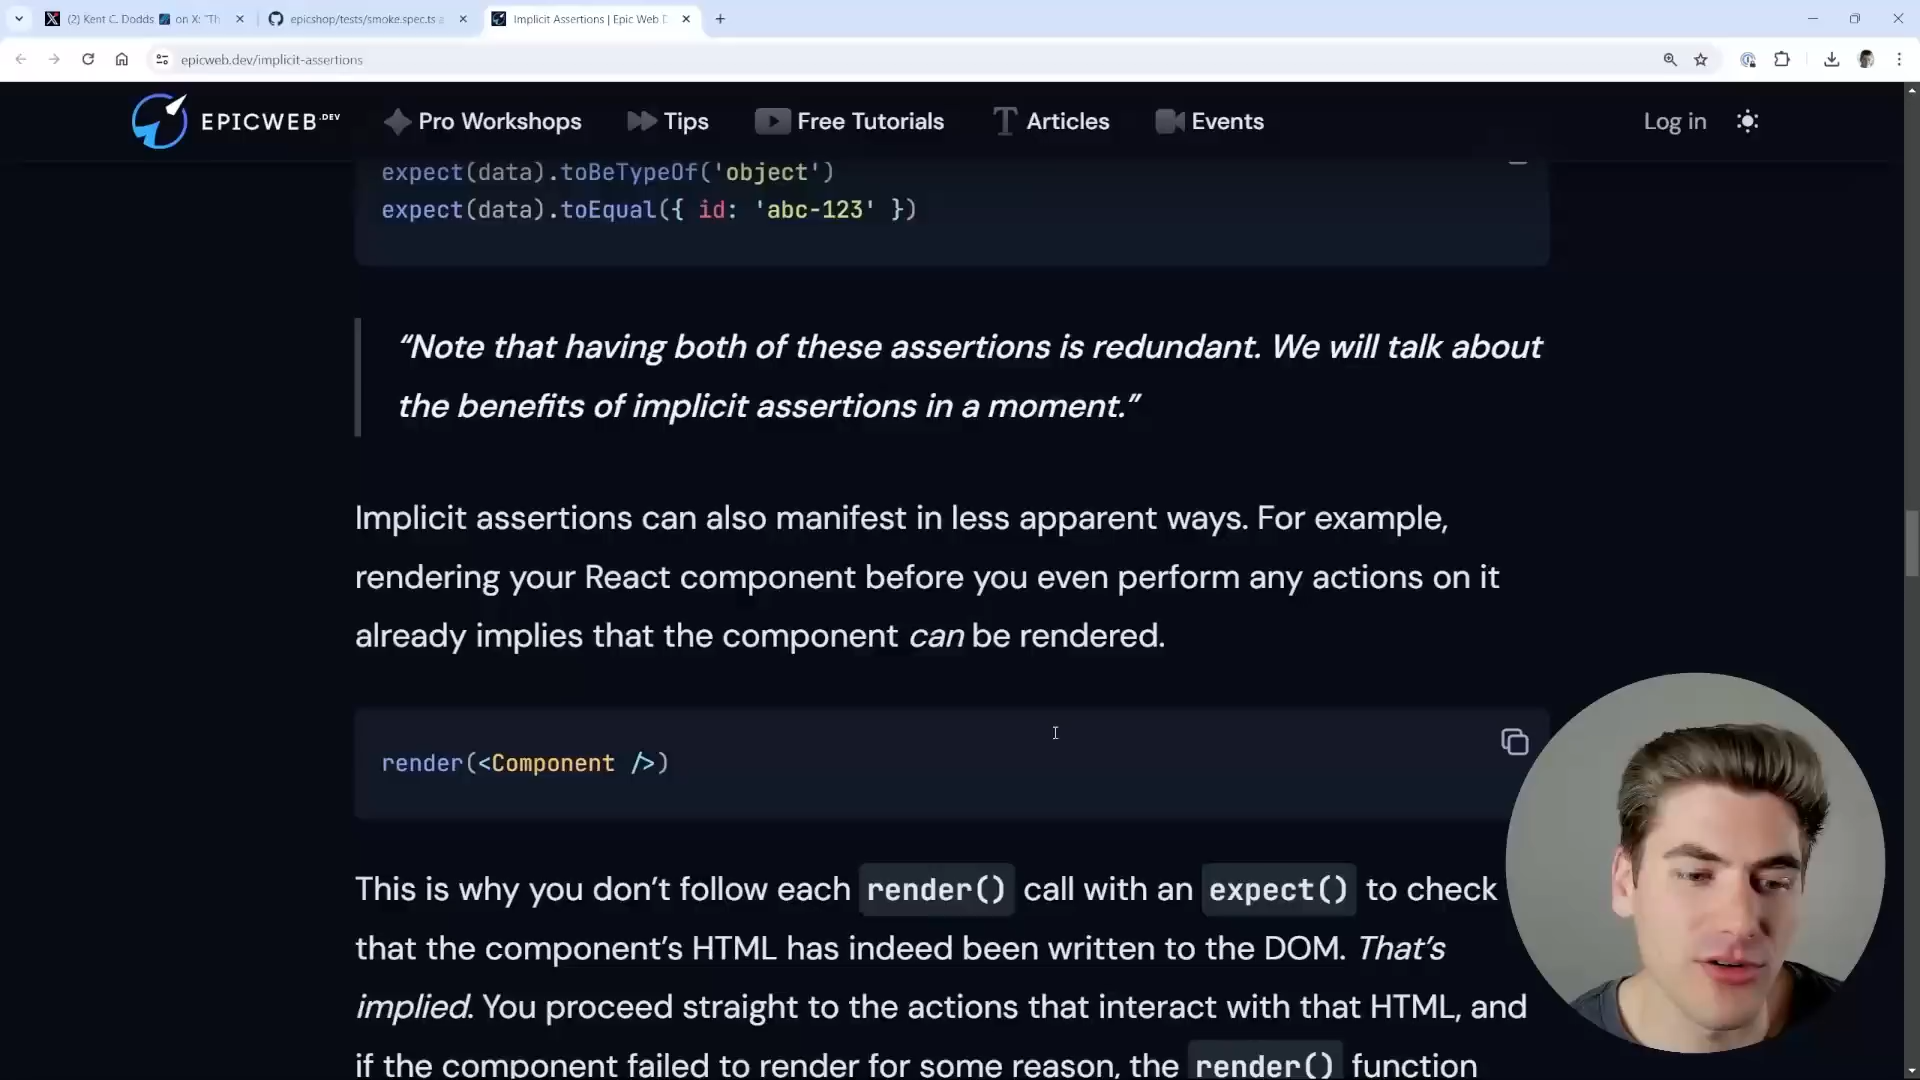 (2) Kent C. Dodds on X: "Th
epicshop/tests/smoke.spec.ts a
Implicit Assertions | Epic Web D
epicweb.dev/implicit-assertions
EPICWEB.DEV
Pro Workshops
Tips
Free Tutorials
Articles
Events
Log in
expect(data).toBeTypeOf('object')
expect(data).toEqual({ id: 'abc-123' })
“Note that having both of these assertions is redundant. We will talk about
the benefits of implicit assertions in a moment.”
Implicit assertions can also manifest in less apparent ways. For example,
rendering your React component before you even perform any actions on it
already implies that the component can be rendered.
render(<Component />)
This is why you don’t follow each render() call with an expect() to check
that the component’s HTML has indeed been written to the DOM. That’s
implied. You proceed straight to the actions that interact with that HTML, and
if the component failed to render for some reason, the render() function